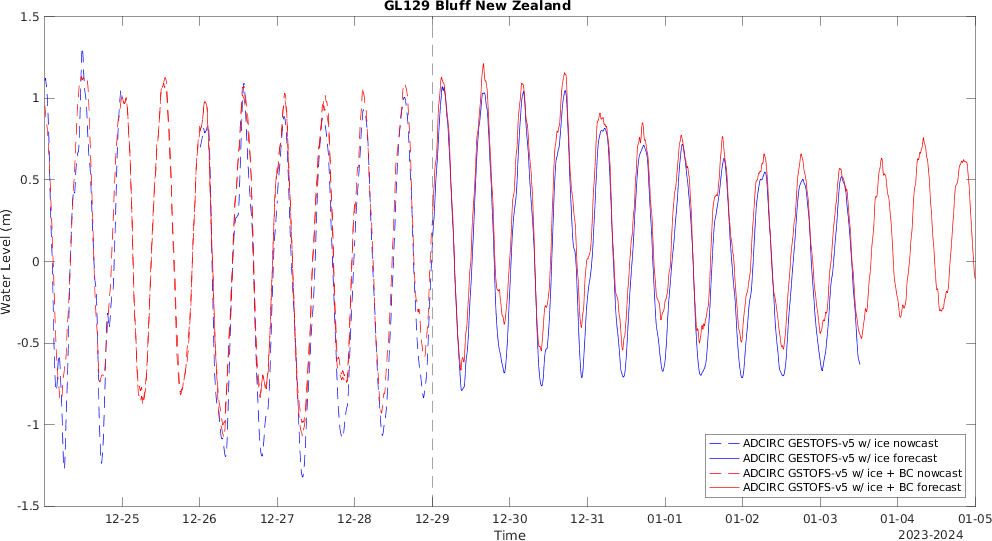 GL129 Bluff New Zealand
1.5
1
0.5
0
-0.5
-1
-1.5
Water Level (m)
12-25 12-26 12-27 12-28 12-29 12-30 12-31 01-01 01-02 01-03 01-04 01-05
Time
2023-2024
ADCIRC GESTOFS-v5 w/ ice nowcast
ADCIRC GESTOFS-v5 w/ ice forecast
ADCIRC GSTOFS-v5 w/ ice + BC nowcast
ADCIRC GSTOFS-v5 w/ ice + BC forecast